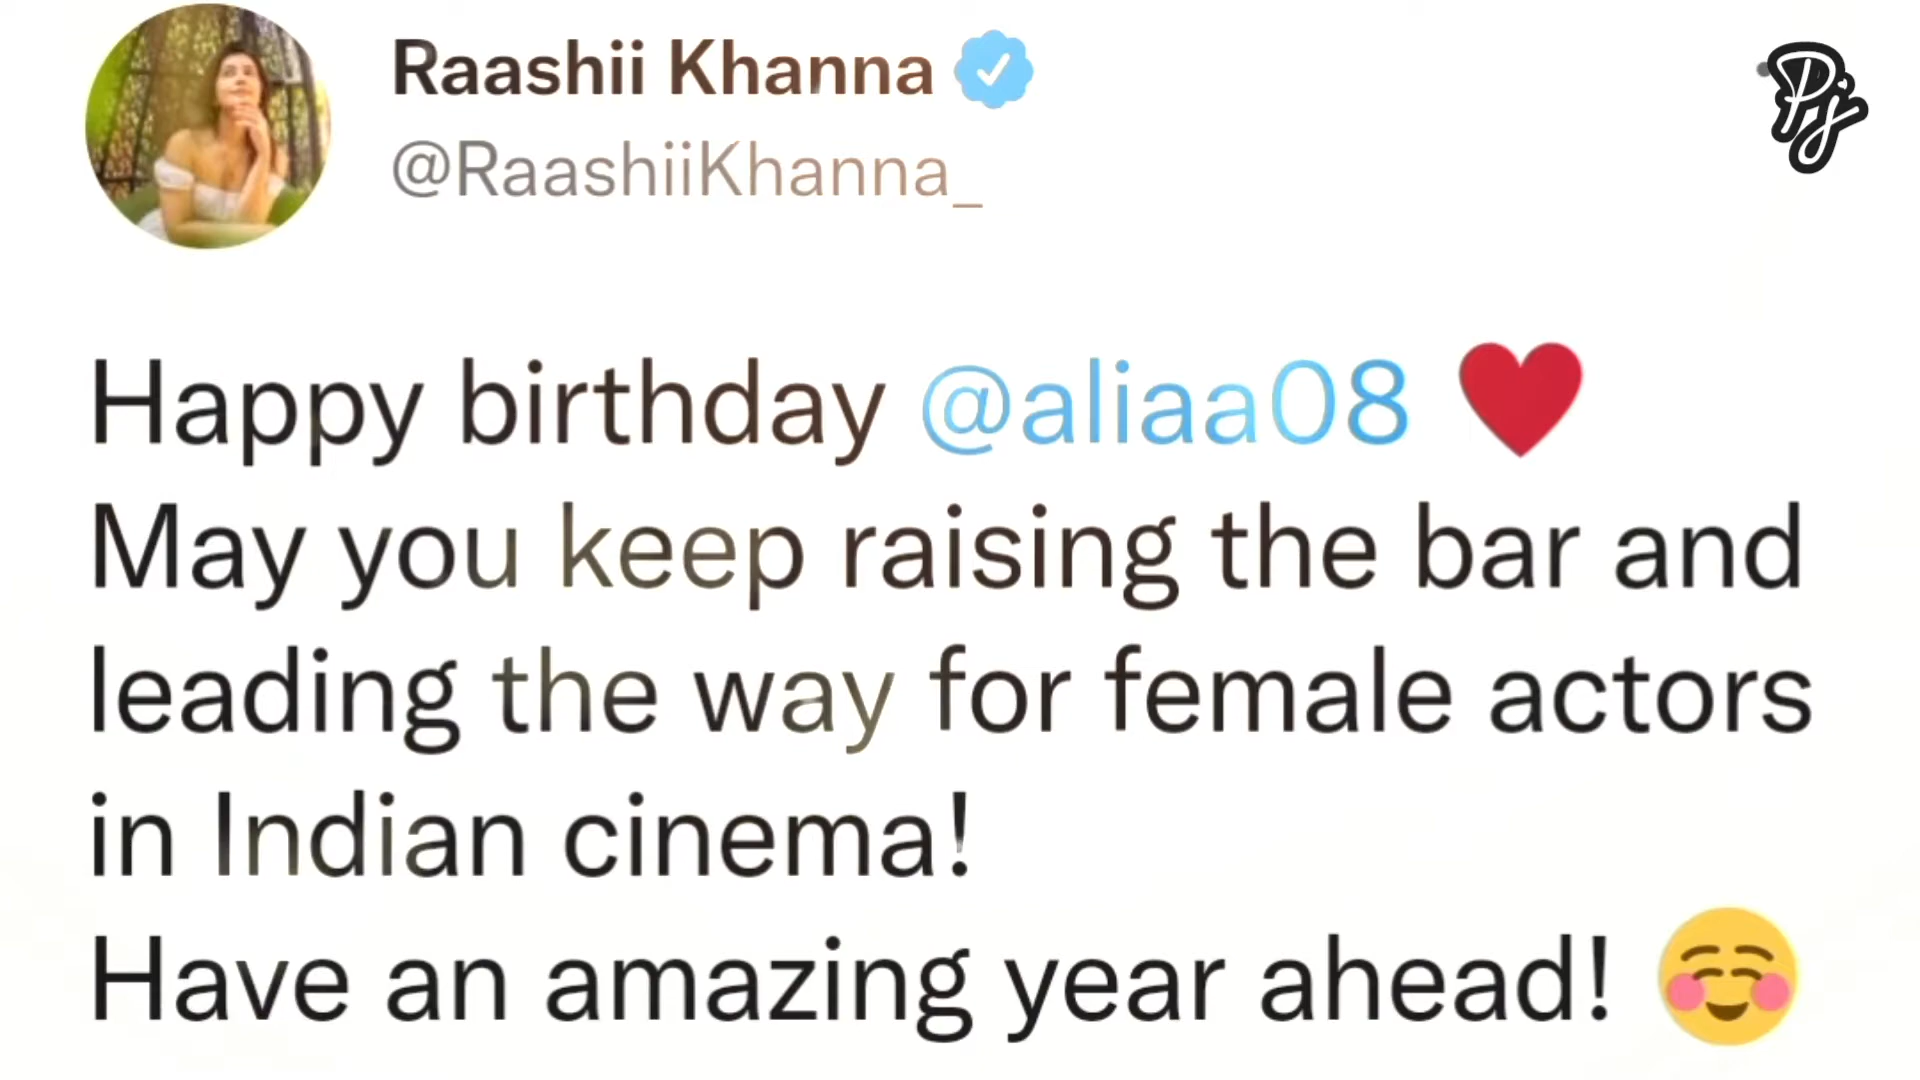 Raashii Khanna
@RaashiiKhanna_
Pj
Happy birthday @aliaa08 ♥
May you keep raising the bar and
leading the way for female actors
in Indian cinema!
Have an amazing year ahead! ☺